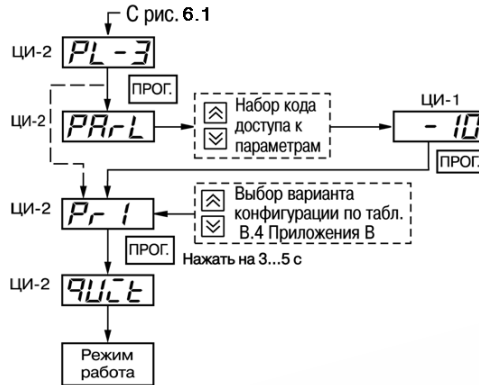 С рис. 6.1
ЦИ-2
PL-3
ПРОГ.
ЦИ-2
PArL
Набор кода
доступа к
параметрам
ЦИ-1
-10
ПРОГ.
ЦИ-2
Pr 1
Выбор варианта
конфигурации по табл.
В.4 Приложения В
ПРОГ.
Нажать на 3...5 с
ЦИ-2
quit
Режим
работа